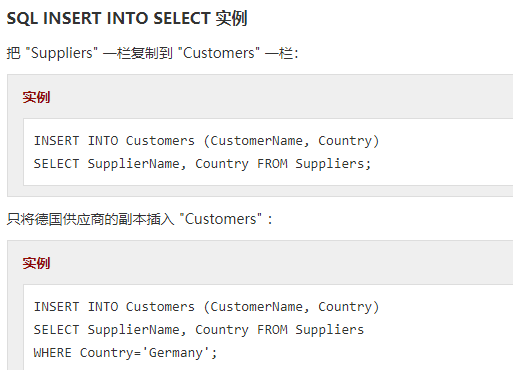 SQL INSERT INTO SELECT 实例
把 "Suppliers" 一栏复制到 "Customers" 一栏：
实例
INSERT INTO Customers (CustomerName, Country)
SELECT SupplierName, Country FROM Suppliers;
只将德国供应商的副本插入 "Customers" ：
实例
INSERT INTO Customers (CustomerName, Country)
SELECT SupplierName, Country FROM Suppliers
WHERE Country='Germany';